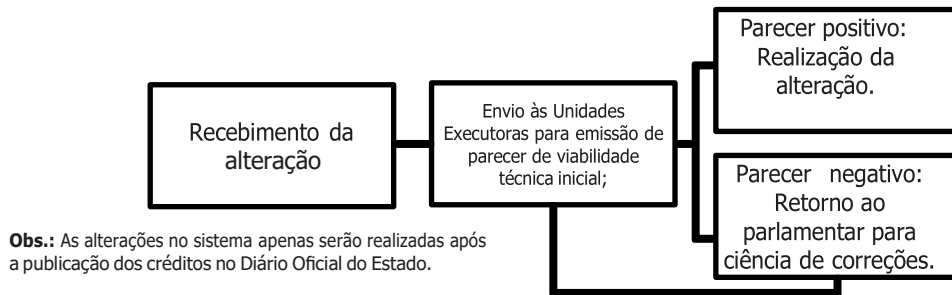 Recebimento da
alteração
Envio às Unidades
Executoras para emissão de
parecer de viabilidade
técnica inicial;
Parecer positivo:
Realização da
alteração.
Parecer negativo:
Retorno ao
parlamentar para
ciência de correções.
Obs.: As alterações no sistema apenas serão realizadas após
a publicação dos créditos no Diário Oficial do Estado.